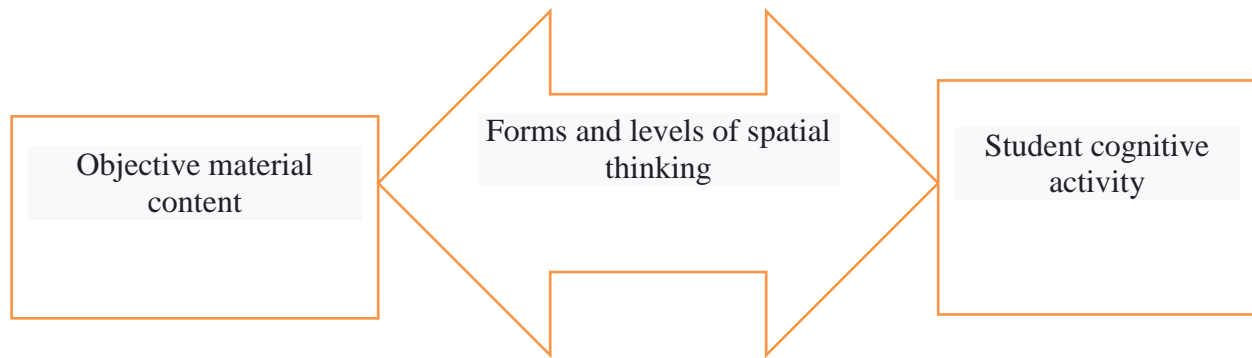 Objective material
content
Forms and levels of spatial
thinking
Student cognitive
activity